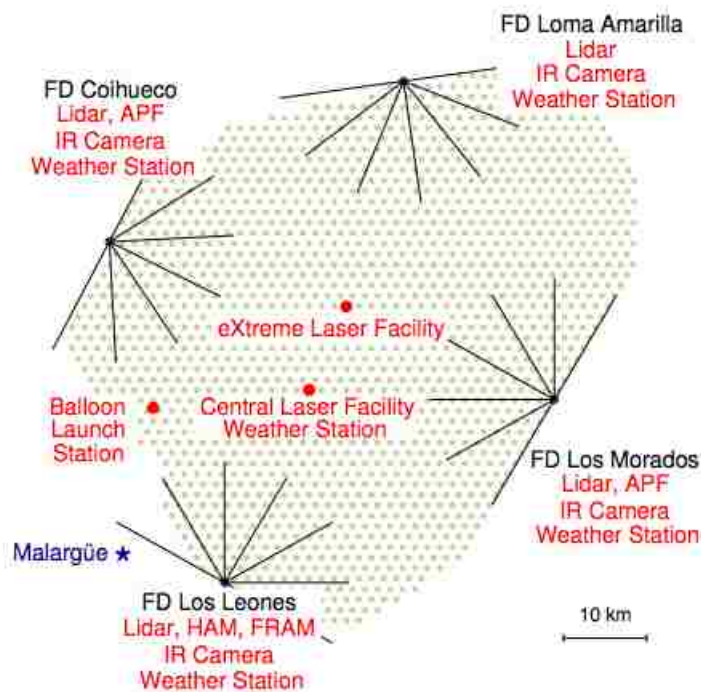 FD Loma Amarilla
Lidar
IR Camera
Weather Station
FD Coihueco
Lidar, APF
IR Camera
Weather Station
eXtreme Laser Facility
Balloon
Launch
Station
Central Laser Facility
Weather Station
FD Los Morados
Lidar, APF
IR Camera
Weather Station
Malargüe
FD Los Leones
Lidar, HAM, FRAM
IR Camera
Weather Station
10 km